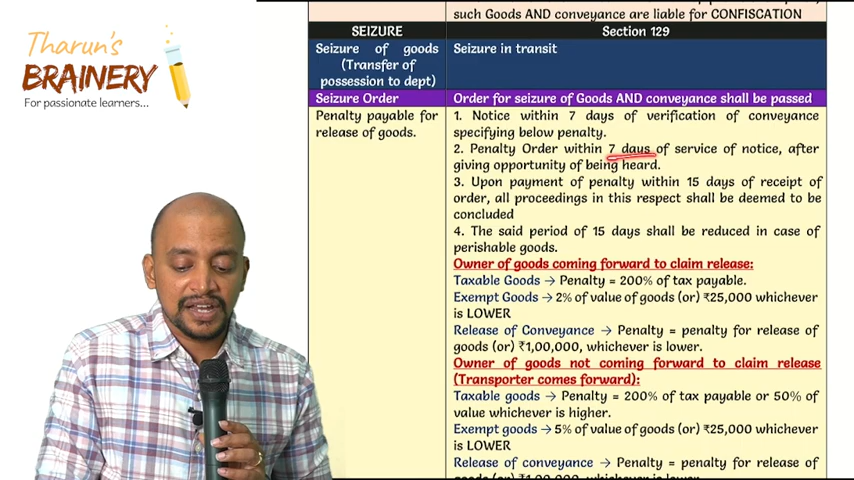 such Goods AND conveyance are liable for CONFISCATION
Tharun's
BRAINERY
For passionate learners...
SEIZURE
Section 129
Seizure of goods
(Transfer of
possession to dept)
Seizure in transit
Seizure Order
Order for seizure of Goods AND conveyance shall be passed
Penalty payable for
release of goods.
1. Notice within 7 days of verification of conveyance
specifying below penalty.
2. Penalty Order within 7 days of service of notice, after
giving opportunity of being heard.
3. Upon payment of penalty within 15 days of receipt of
order, all proceedings in this respect shall be deemed to be
concluded
4. The said period of 15 days shall be reduced in case of
perishable goods.
Owner of goods coming forward to claim release:
Taxable Goods → Penalty = 200% of tax payable.
Exempt Goods → 2% of value of goods (or) ₹25,000 whichever
is LOWER
Release of Conveyance → Penalty = penalty for release of
goods (or) ₹1,00,000, whichever is lower.
Owner of goods not coming forward to claim release
(Transporter comes forward):
Taxable goods → Penalty = 200% of tax payable or 50% of
value whichever is higher.
Exempt goods → 5% of value of goods (or) ₹25,000 whichever
is LOWER
Release of conveyance → Penalty = penalty for release of
goods (or) ₹1,00,000, whichever is lower.